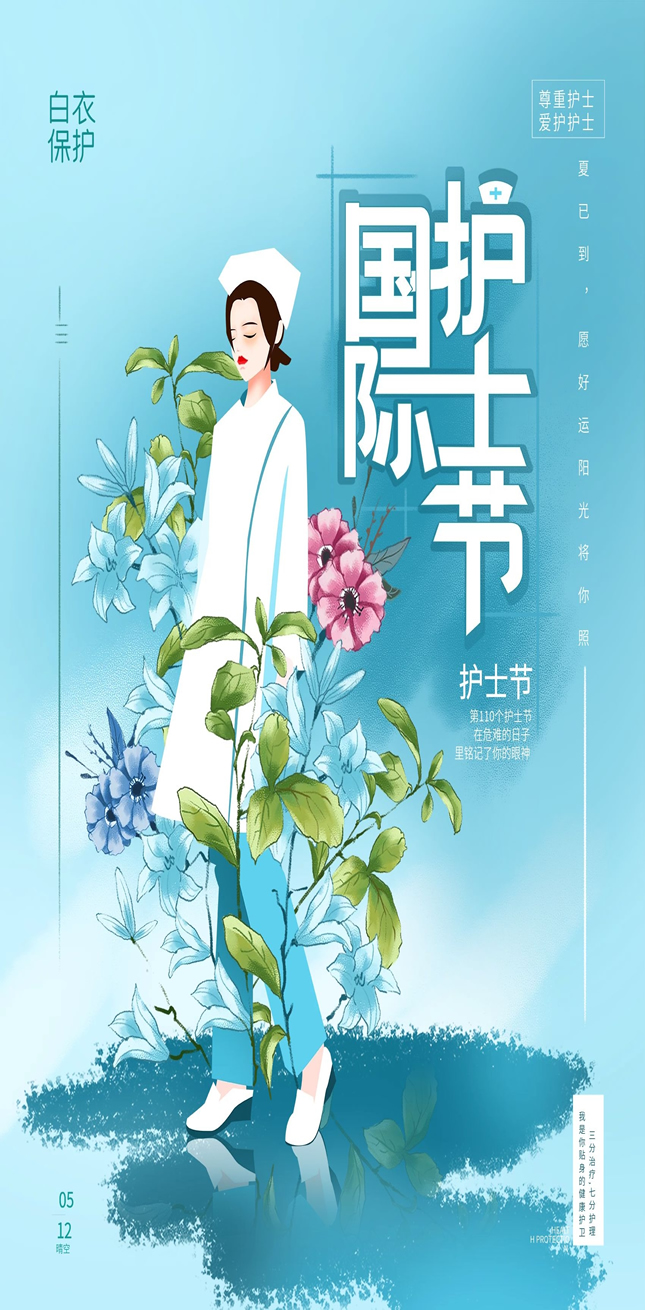 白衣
保护
尊重护士
爱护护士
夏已到，愿好运阳光将你照
国际
护士节
护士节
第110个护士节
在危难的日子
里铭记了你的眼神
三分治疗，七分护理
我是你贴身的健康护卫
05
12
晴空